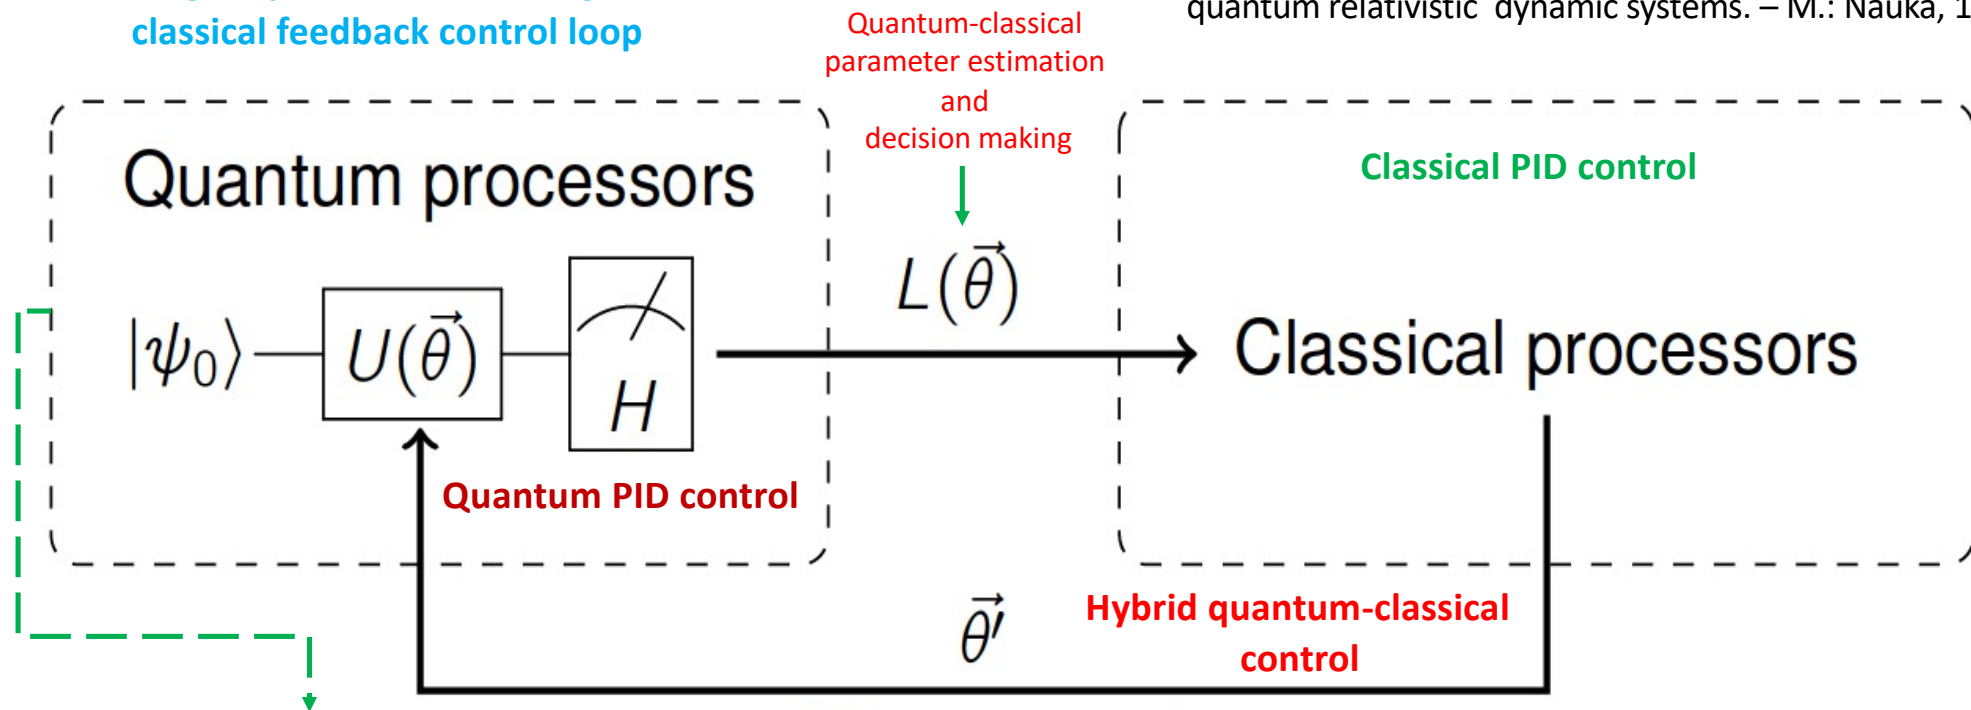 classical feedback control loop
quantum relativistic dynamic systems. – M.: Nauka, 1
Quantum-classical
parameter estimation
and
decision making
Quantum processors
Classical PID control
L(θ⃗)
|ψ₀⟩
U(θ⃗)
H
Classical processors
Quantum PID control
θ⃗′
Hybrid quantum-classical
control